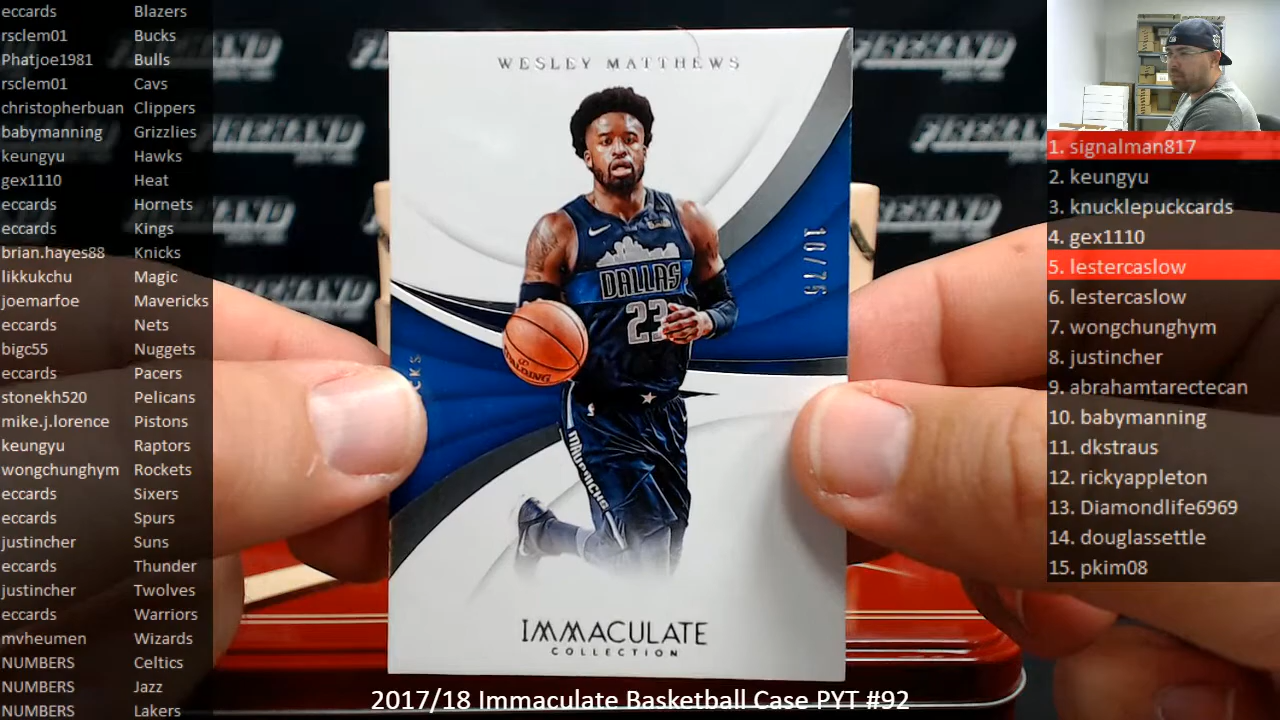 eccards Blazers
rsclem01 Bucks
Phatjoe1981 Bulls
rsclem01 Cavs
christopherbuan Clippers
babymanning Grizzlies
keungyu Hawks
gex1110 Heat
eccards Hornets
eccards Kings
brian.hayes88 Knicks
likkukchu Magic
joemarfoe Mavericks
eccards Nets
bigc55 Nuggets
eccards Pacers
stonekh520 Pelicans
mike.j.lorence Pistons
keungyu Raptors
wongchunghym Rockets
eccards Sixers
eccards Spurs
justincher Suns
eccards Thunder
justincher Twolves
eccards Warriors
mvheumen Wizards
NUMBERS Celtics
NUMBERS Jazz
NUMBERS Lakers
WESLEY MATTHEWS
10/75
DALLAS
23
SPALDING
MAVERICKS
IMMACULATE
COLLECTION
2017/18 Immaculate Basketball Case PYT #92
1. signalman817
2. keungyu
3. knucklepuckcards
4. gex1110
5. lestercaslow
6. lestercaslow
7. wongchunghym
8. justincher
9. abrahamtarectecan
10. babymanning
11. dkstraus
12. rickyappleton
13. Diamondlife6969
14. douglassettle
15. pkim08